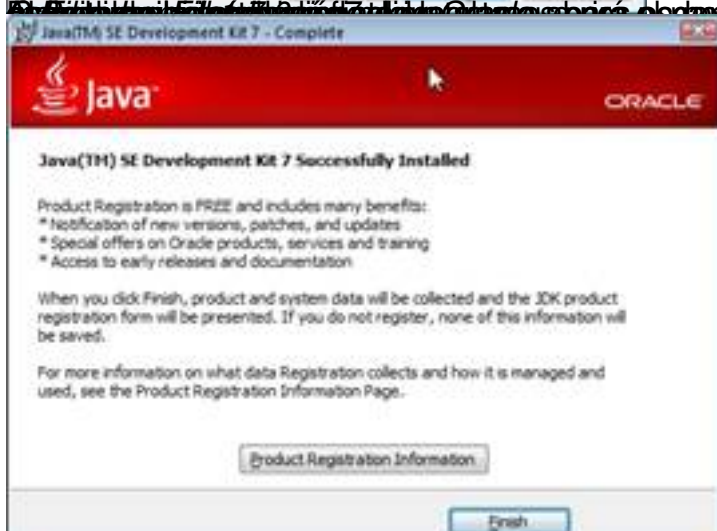 Java(TM) SE Development Kit 7 - Complete
Java
ORACLE
Java(TM) SE Development Kit 7 Successfully Installed
Product Registration is FREE and includes many benefits:
* Notification of new versions, patches, and updates
* Special offers on Oracle products, services and training
* Access to early releases and documentation
When you click Finish, product and system data will be collected and the JDK product
registration form will be presented. If you do not register, none of this information will
be saved.
For more information on what data Registration collects and how it is managed and
used, see the Product Registration Information Page.
Product Registration Information
Finish